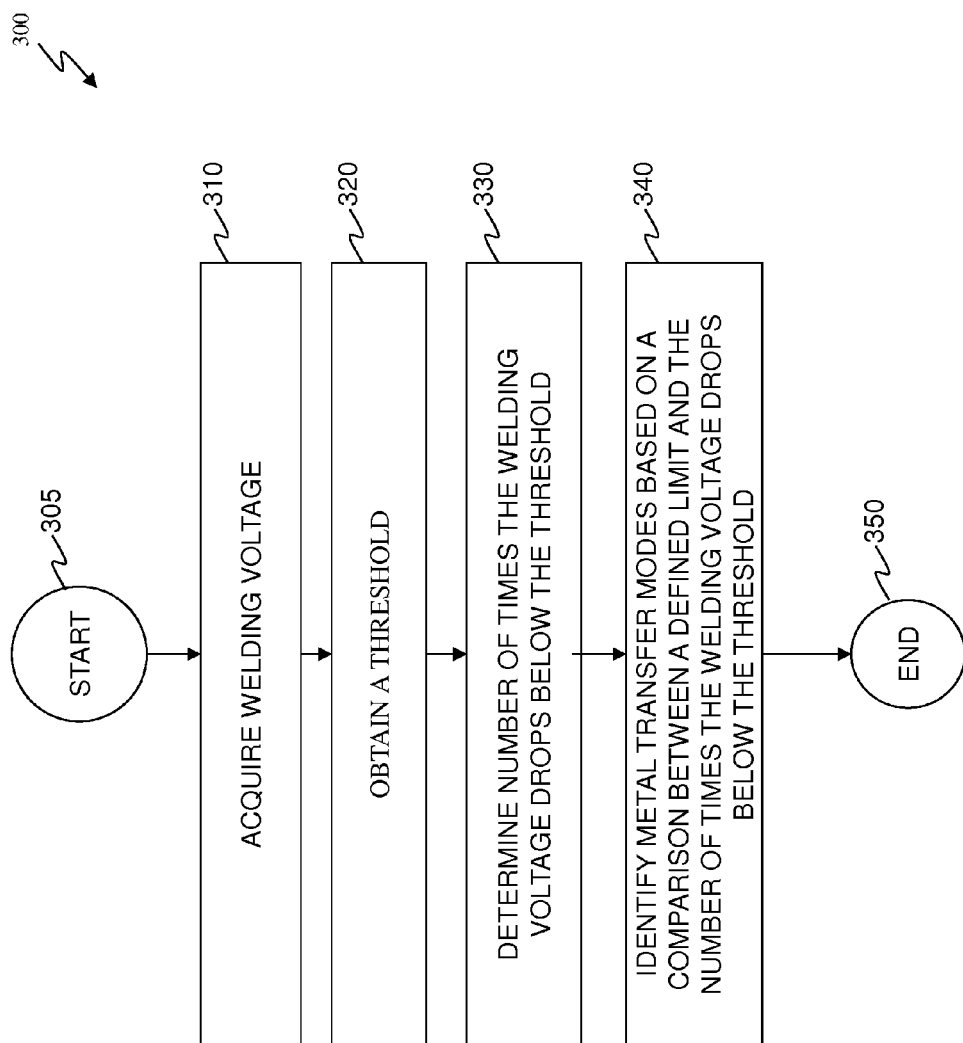 300
START
305
ACQUIRE WELDING VOLTAGE
310
OBTAIN A THRESHOLD
320
DETERMINE NUMBER OF TIMES THE WELDING
VOLTAGE DROPS BELOW THE THRESHOLD
330
IDENTIFY METAL TRANSFER MODES BASED ON A
COMPARISON BETWEEN A DEFINED LIMIT AND THE
NUMBER OF TIMES THE WELDING VOLTAGE DROPS
BELOW THE THRESHOLD
340
END
350